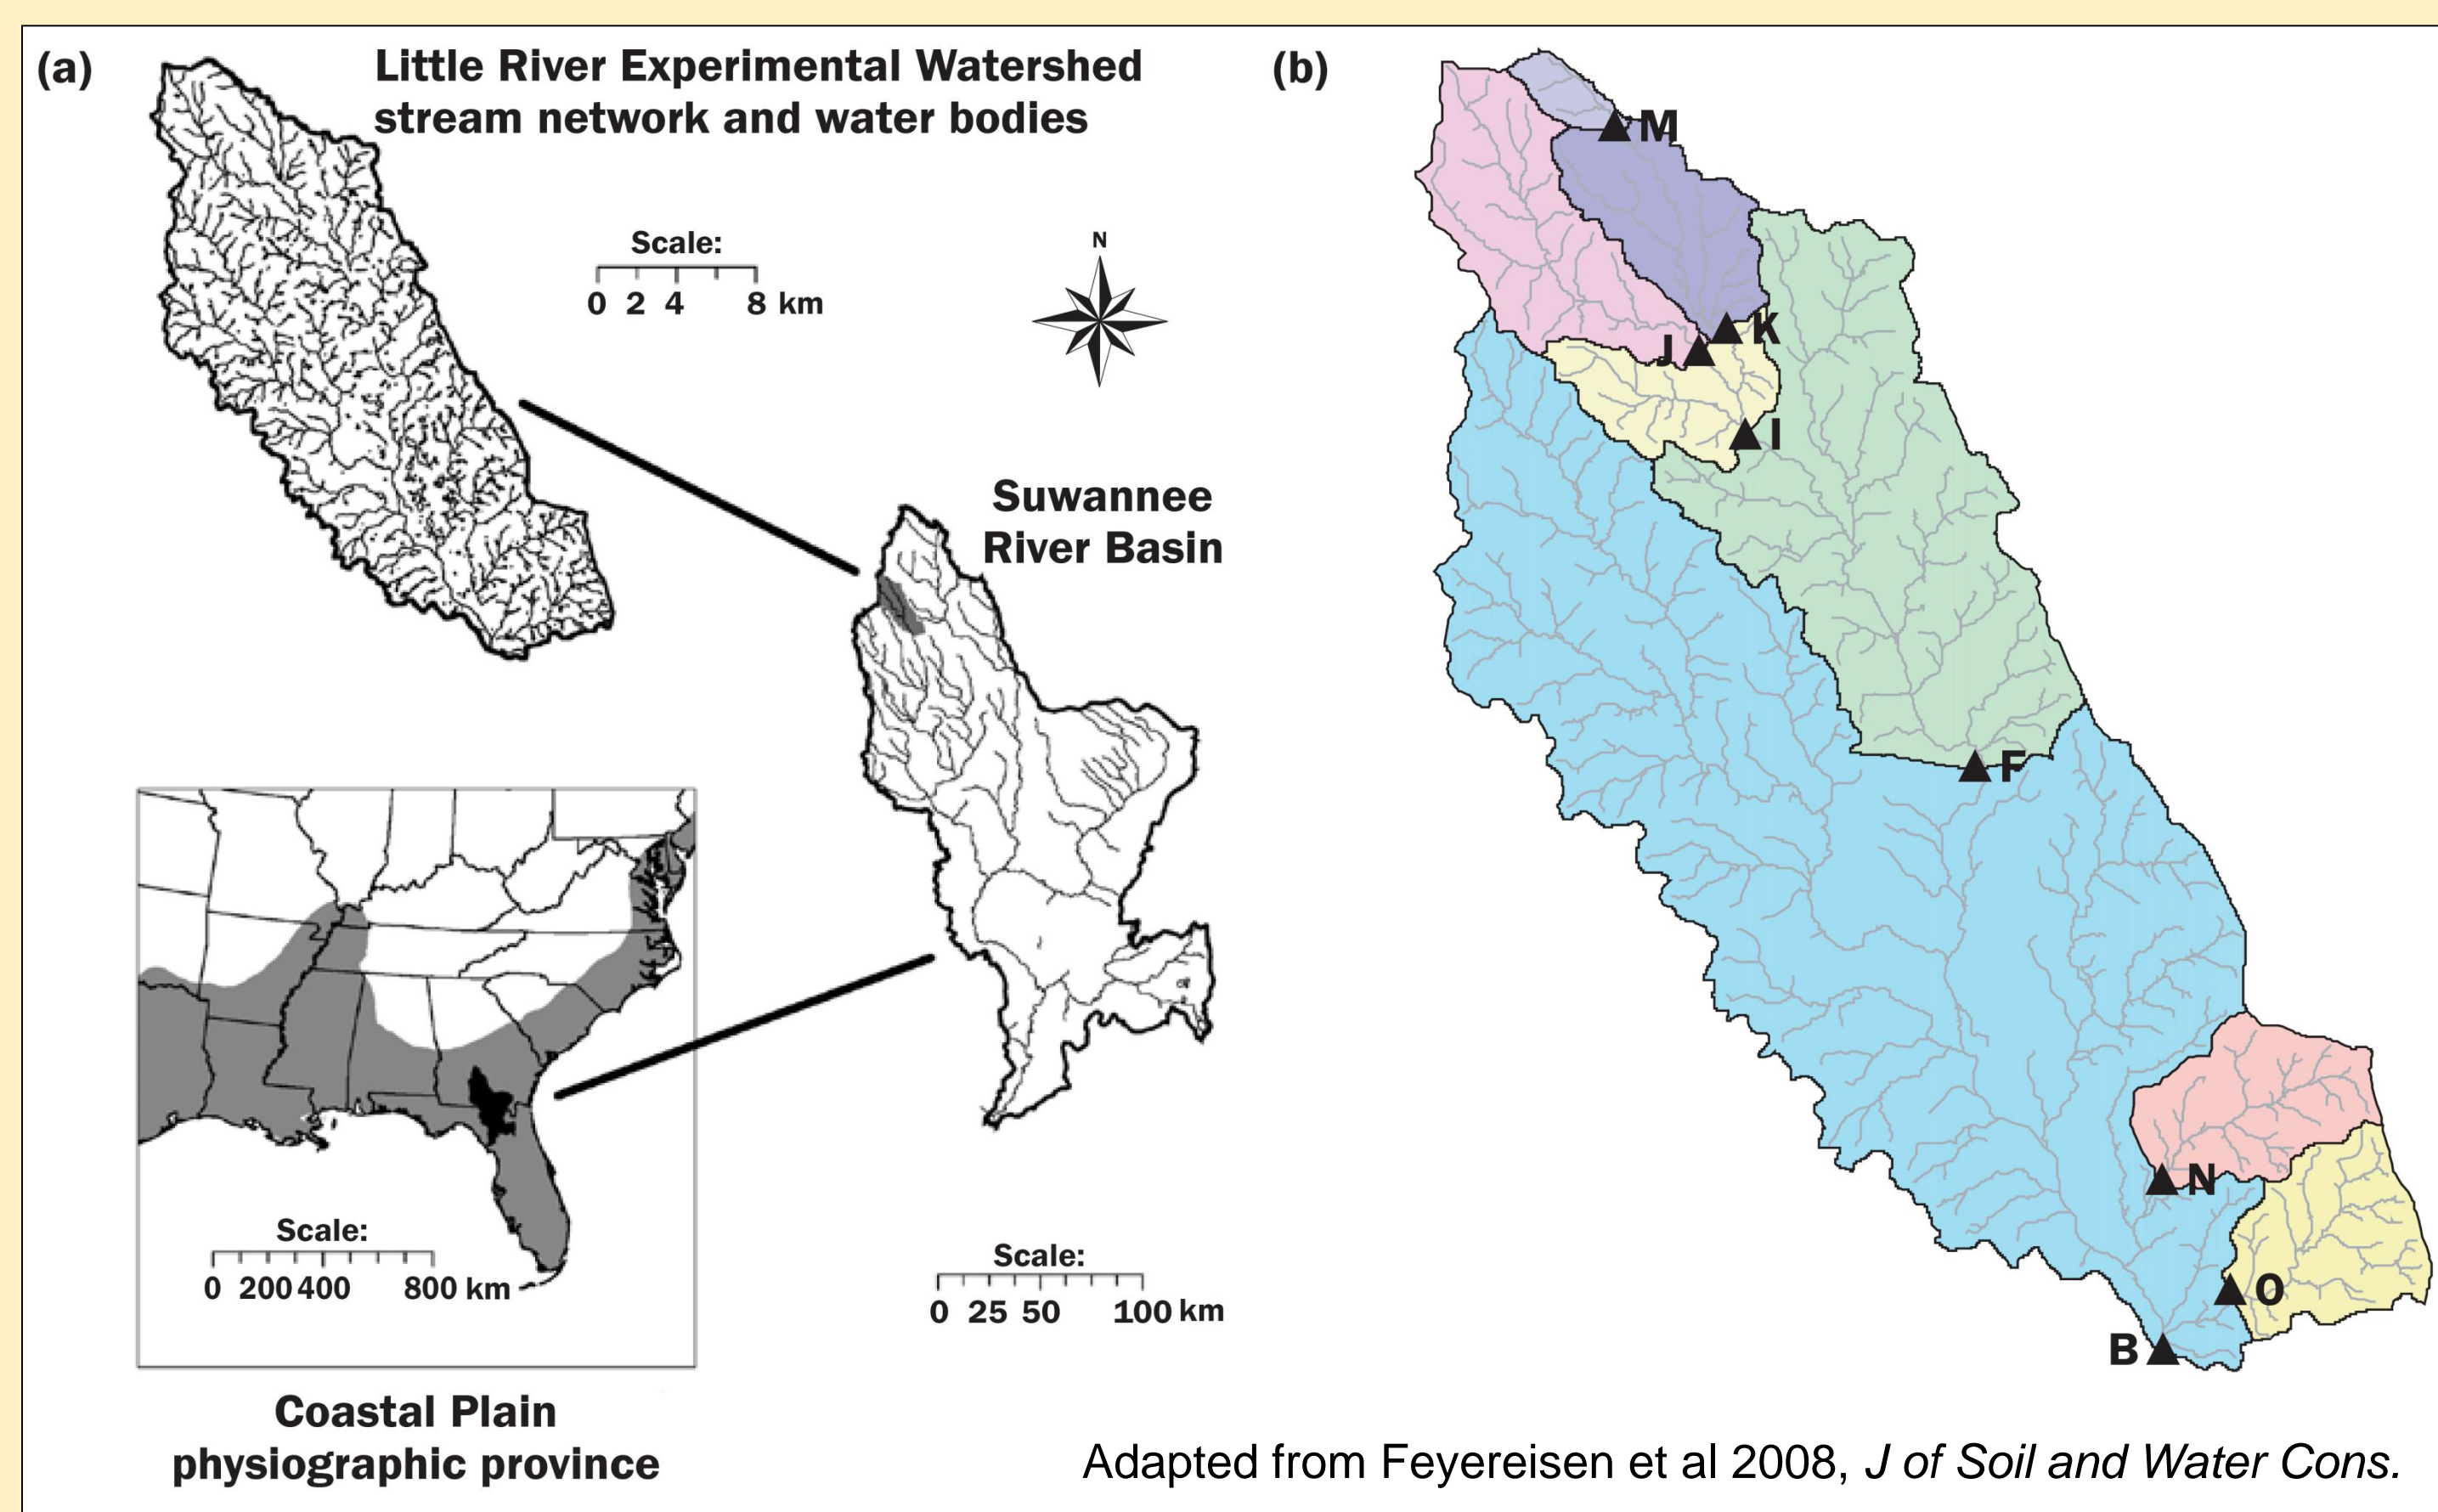 (a)
Little River Experimental Watershed
stream network and water bodies
Scale:
0 2 4 8 km
N
Suwannee
River Basin
Scale:
0 25 50 100 km
Scale:
0 200 400 800 km
Coastal Plain
physiographic province
(b)
M
K
J
I
F
N
O
B
Adapted from Feyereisen et al 2008, J of Soil and Water Cons.